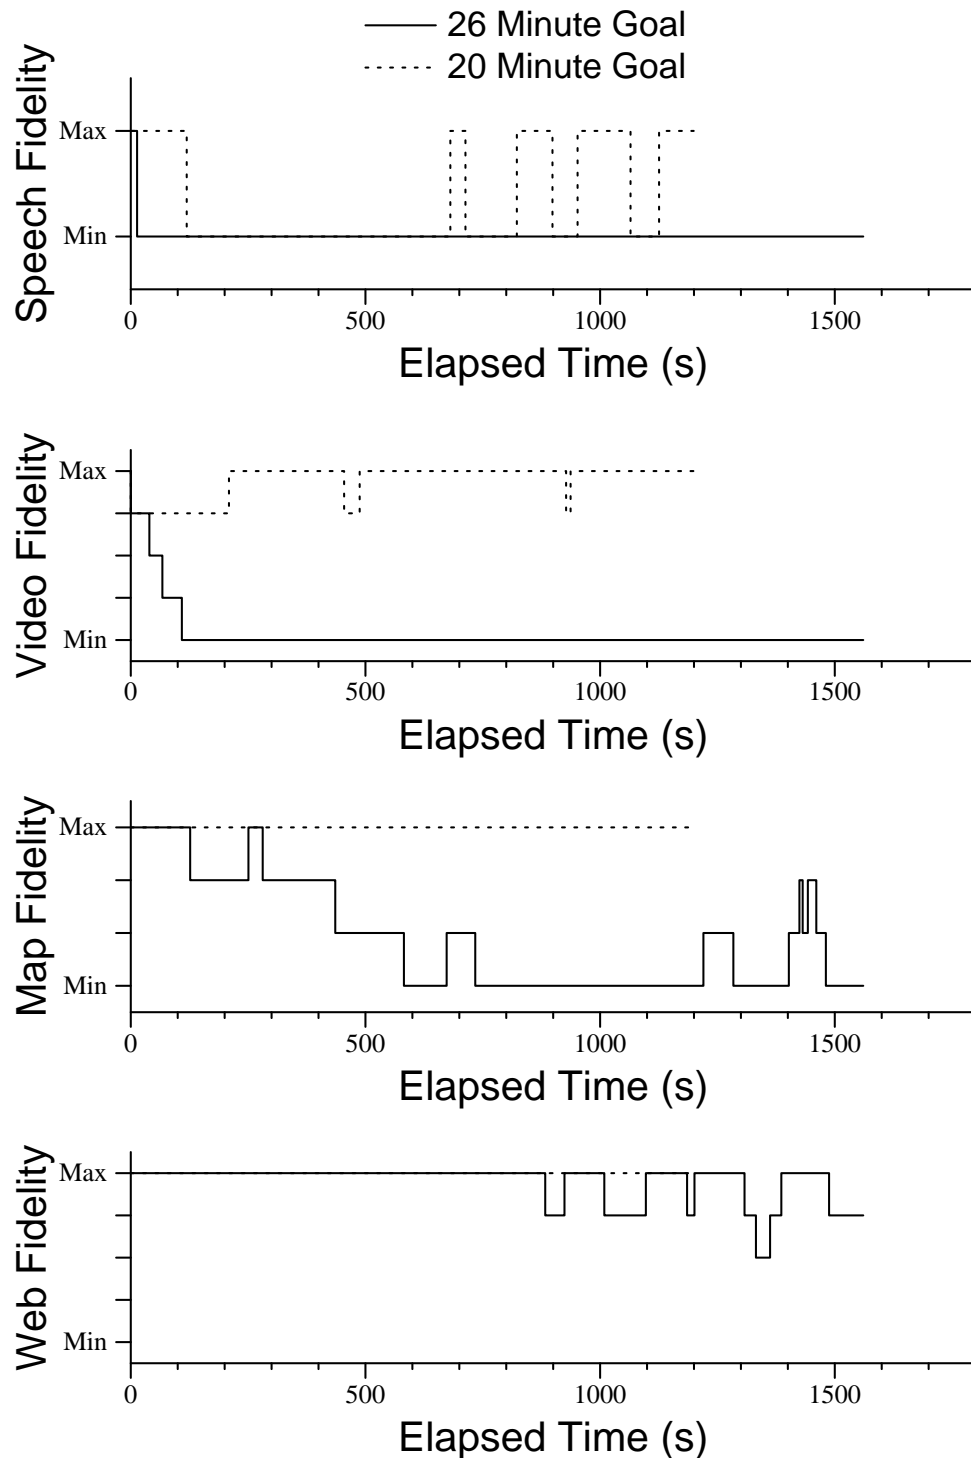 26 Minute Goal
20 Minute Goal
Speech Fidelity
Max
Min
0 500 1000 1500
Elapsed Time (s)
Video Fidelity
Max
Min
0 500 1000 1500
Elapsed Time (s)
Map Fidelity
Max
Min
0 500 1000 1500
Elapsed Time (s)
Web Fidelity
Max
Min
0 500 1000 1500
Elapsed Time (s)